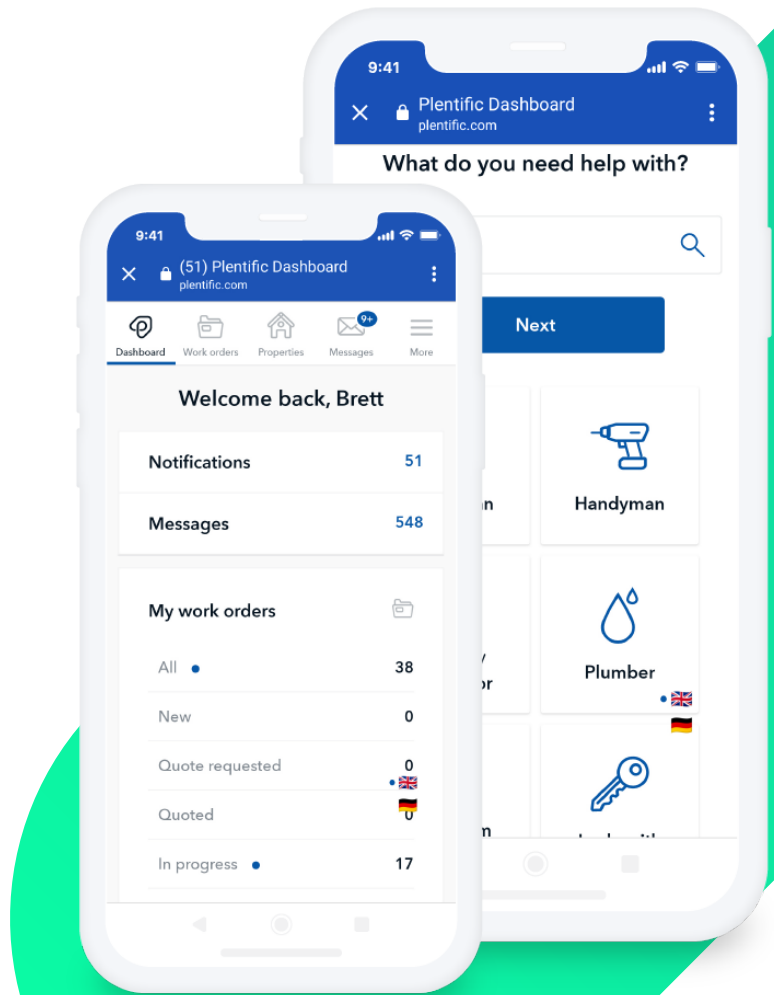 9:41
Plentific Dashboard
plentific.com
What do you need help with?
Next
Handyman
Plumber
9:41
(51) Plentific Dashboard
plentific.com
9+
Dashboard Work orders Properties Messages More
Welcome back, Brett
Notifications 51
Messages 548
My work orders
All 38
New 0
Quote requested 0
Quoted 0
In progress 17